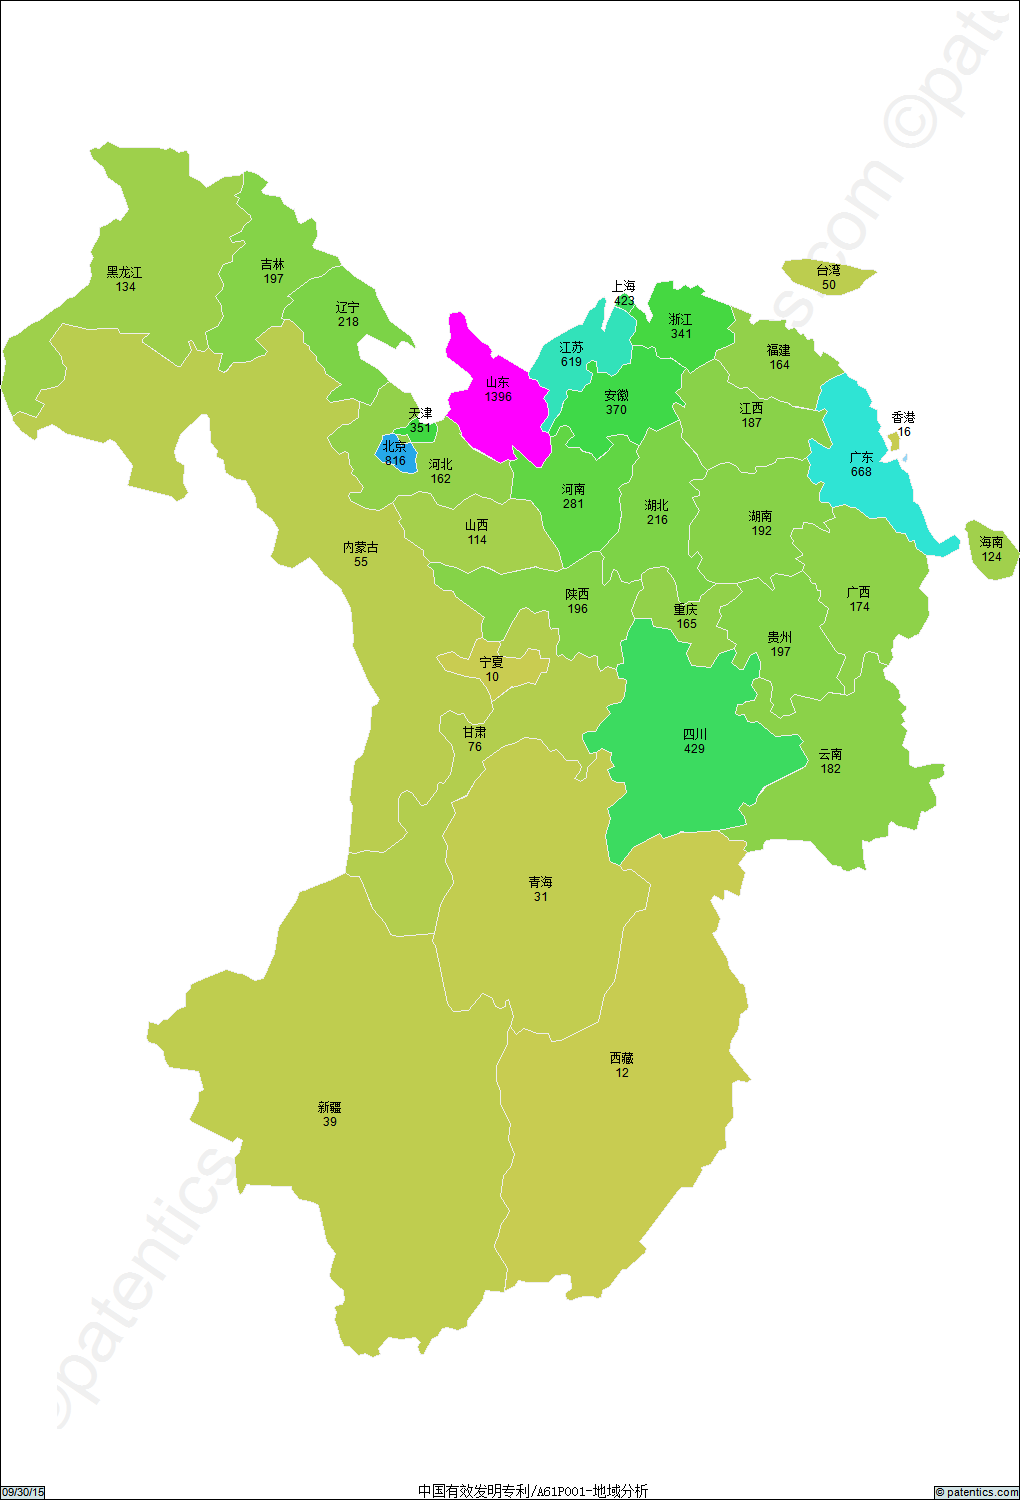 ©patentics.com ©patentics.com
台湾
50
黑龙江
134
吉林
197
上海
423
辽宁
218
浙江
341
江苏
619
福建
164
山东
1396
安徽
370
江西
187
天津
351
香港
16
北京
816
河北
162
广东
668
河南
281
湖北
216
湖南
192
山西
114
海南
124
内蒙古
55
陕西
196
重庆
165
广西
174
贵州
197
宁夏
10
甘肃
76
四川
429
云南
182
青海
31
西藏
12
新疆
39
09/30/15
中国有效发明专利/A61P001-地域分析
© patentics.com